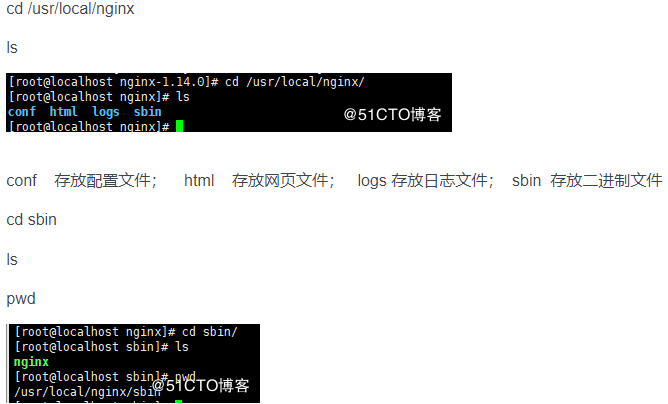 cd /usr/local/nginx
ls
[root@localhost nginx-1.14.0]# cd /usr/local/nginx/
[root@localhost nginx]# ls
conf html logs sbin
[root@localhost nginx]#
@51CTO博客
conf 存放配置文件； html 存放网页文件； logs 存放日志文件； sbin 存放二进制文件
cd sbin
ls
pwd
[root@localhost nginx]# cd sbin/
[root@localhost sbin]# ls
nginx
[root@localhost sbin]# pwd
/usr/local/nginx/sbin
@51CTO博客